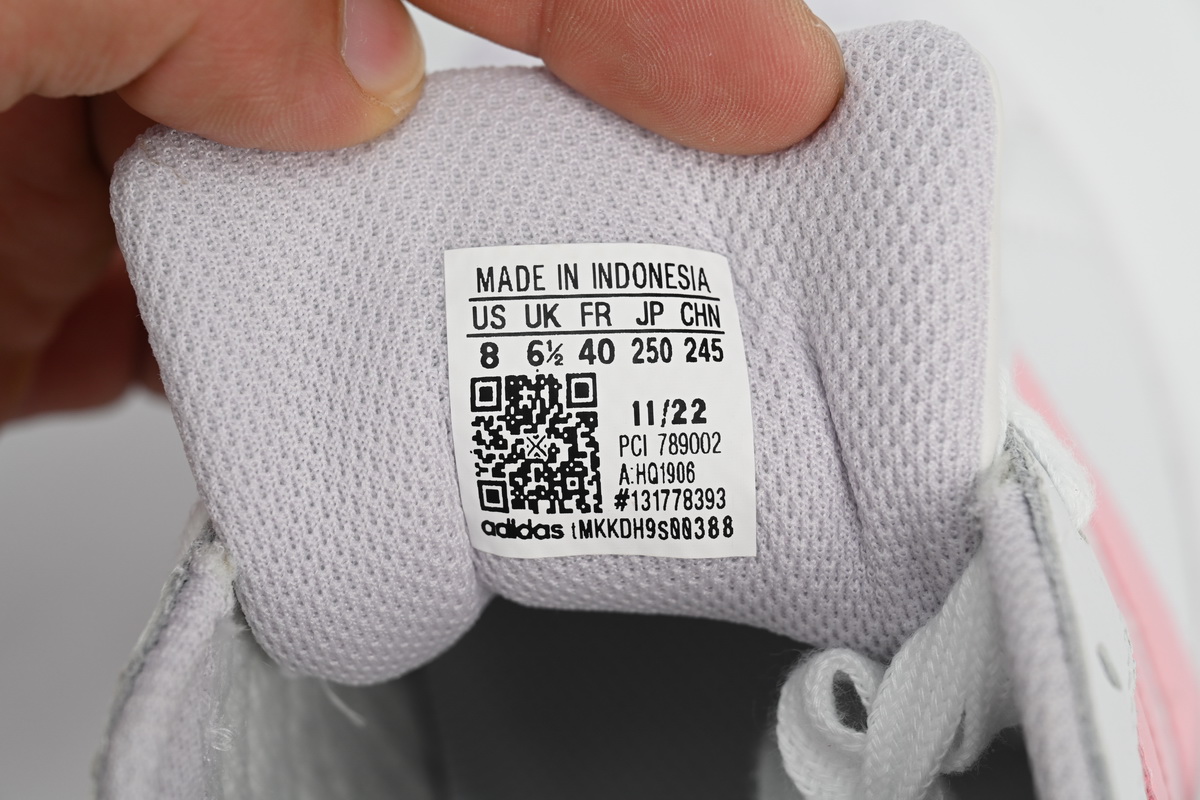 MADE IN INDONESIA
US UK FR JP CHN
8 6½ 40 250 245
11/22
PCI 789002
A:HQ1906
#131778393
adidas tMKKDH9s00388